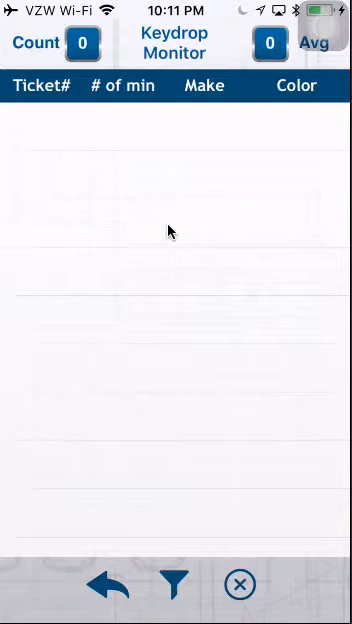 VZW Wi-Fi 10:11 PM
Count 0 Keydrop Monitor 0 Avg
Ticket# # of min Make Color